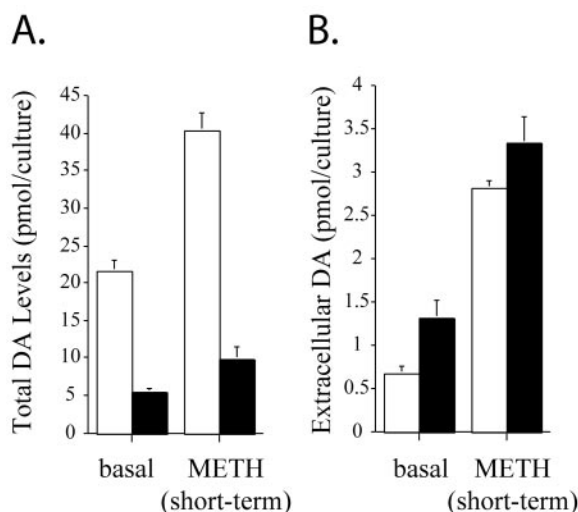 A.
Total DA Levels (pmol/culture)
45
40
35
30
25
20
15
10
5
0
basal
METH
(short-term)
B.
Extracellular DA (pmol/culture)
4
3.5
3
2.5
2
1.5
1
0.5
0
basal
METH
(short-term)